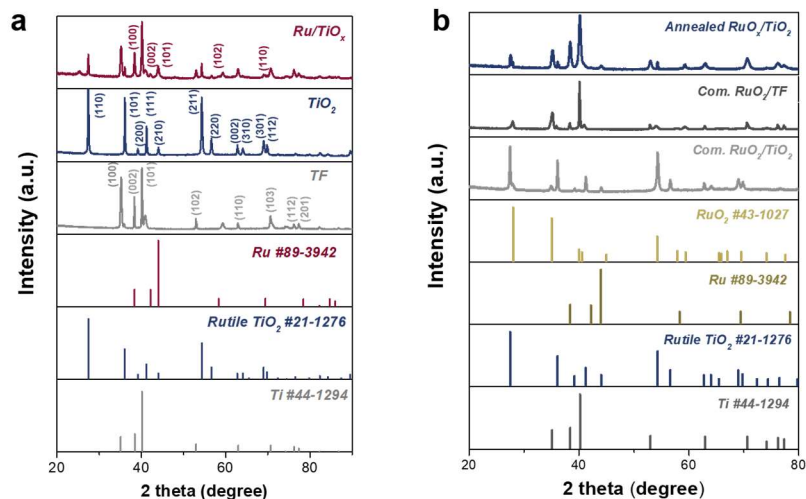 a
Ru/TiOₓ
(100)
(002)
(101)
(102)
(110)
TiO₂
(110)
(101)
(200)
(111)
(210)
(211)
(220)
(002)
(310)
(301)
(112)
TF
(100)
(002)
(101)
(102)
(110)
(103)
(112)
(201)
Ru #89-3942
Rutile TiO₂ #21-1276
Ti #44-1294
Intensity (a.u.)
20 40 60 80
2 theta (degree)
b
Annealed RuOₓ/TiO₂
Com. RuO₂/TF
Com. RuO₂/TiO₂
RuO₂ #43-1027
Ru #89-3942
Rutile TiO₂ #21-1276
Ti #44-1294
Intensity (a.u.)
20 40 60 80
2 theta (degree)